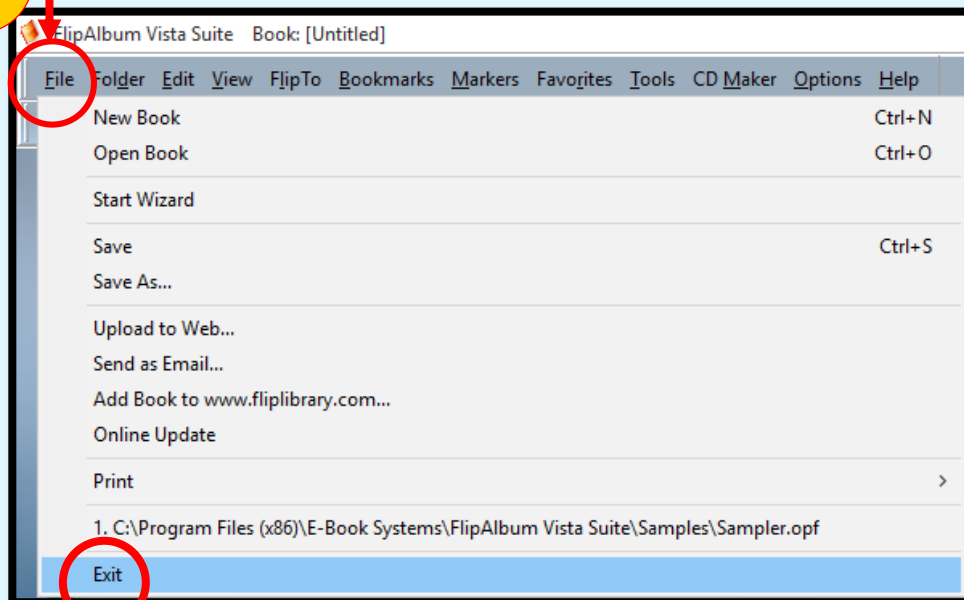 FlipAlbum Vista Suite Book: [Untitled]
File Folder Edit View FlipTo Bookmarks Markers Favorites Tools CD Maker Options Help
New Book Ctrl+N
Open Book Ctrl+O
Start Wizard
Save Ctrl+S
Save As...
Upload to Web...
Send as Email...
Add Book to www.fliplibrary.com...
Online Update
Print
1. C:\Program Files (x86)\E-Book Systems\FlipAlbum Vista Suite\Samples\Sampler.opf
Exit